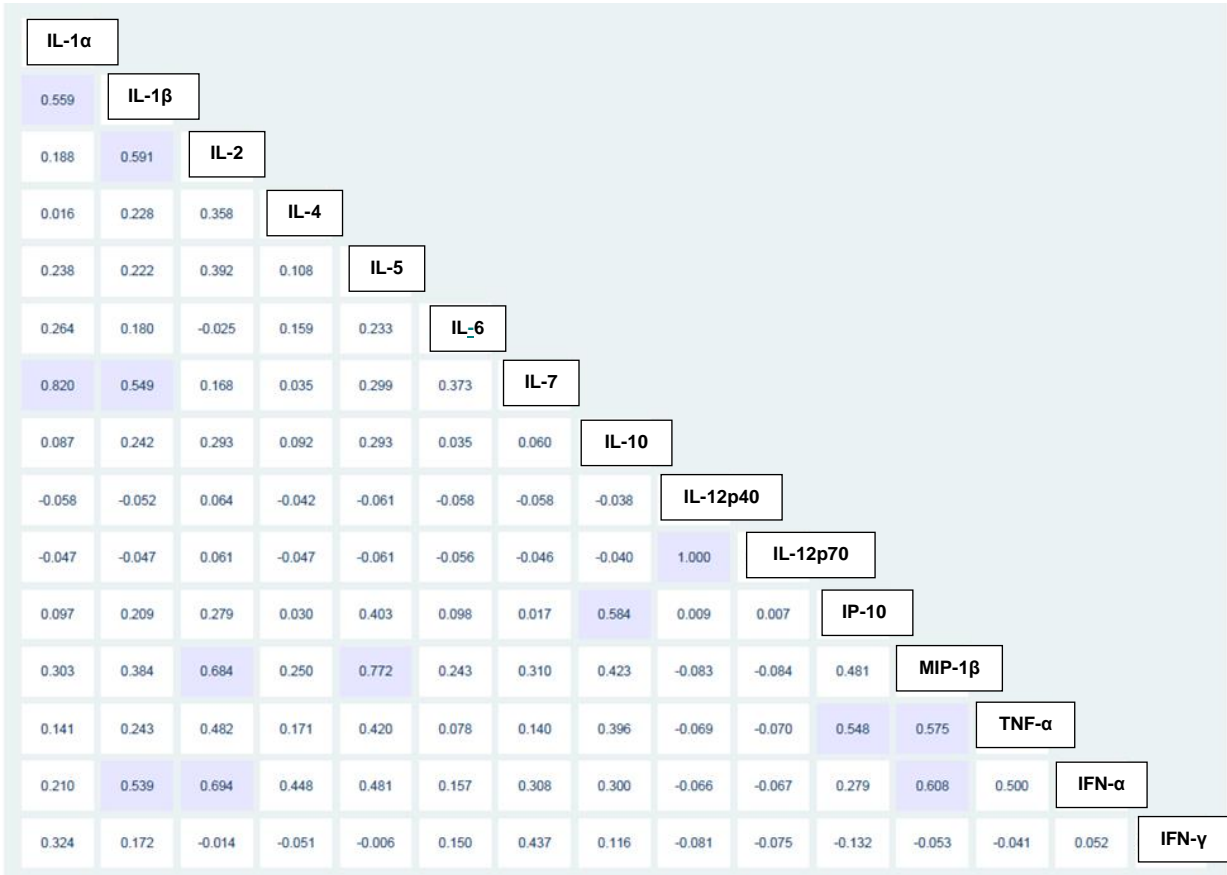 IL-1α
0.559 IL-1β
0.188 0.591 IL-2
0.016 0.228 0.358 IL-4
0.238 0.222 0.392 0.108 IL-5
0.264 0.180 -0.025 0.159 0.233 IL-6
0.820 0.549 0.168 0.035 0.299 0.373 IL-7
0.087 0.242 0.293 0.092 0.293 0.035 0.060 IL-10
-0.058 -0.052 0.064 -0.042 -0.061 -0.058 -0.058 -0.038 IL-12p40
-0.047 -0.047 0.061 -0.047 -0.061 -0.056 -0.046 -0.040 1.000 IL-12p70
0.097 0.209 0.279 0.030 0.403 0.098 0.017 0.584 0.009 0.007 IP-10
0.303 0.384 0.684 0.250 0.772 0.243 0.310 0.423 -0.083 -0.084 0.481 MIP-1β
0.141 0.243 0.482 0.171 0.420 0.078 0.140 0.396 -0.069 -0.070 0.548 0.575 TNF-α
0.210 0.539 0.694 0.448 0.481 0.157 0.308 0.300 -0.066 -0.067 0.279 0.608 0.500 IFN-α
0.324 0.172 -0.014 -0.051 -0.006 0.150 0.437 0.116 -0.081 -0.075 -0.132 -0.053 -0.041 0.052 IFN-γ